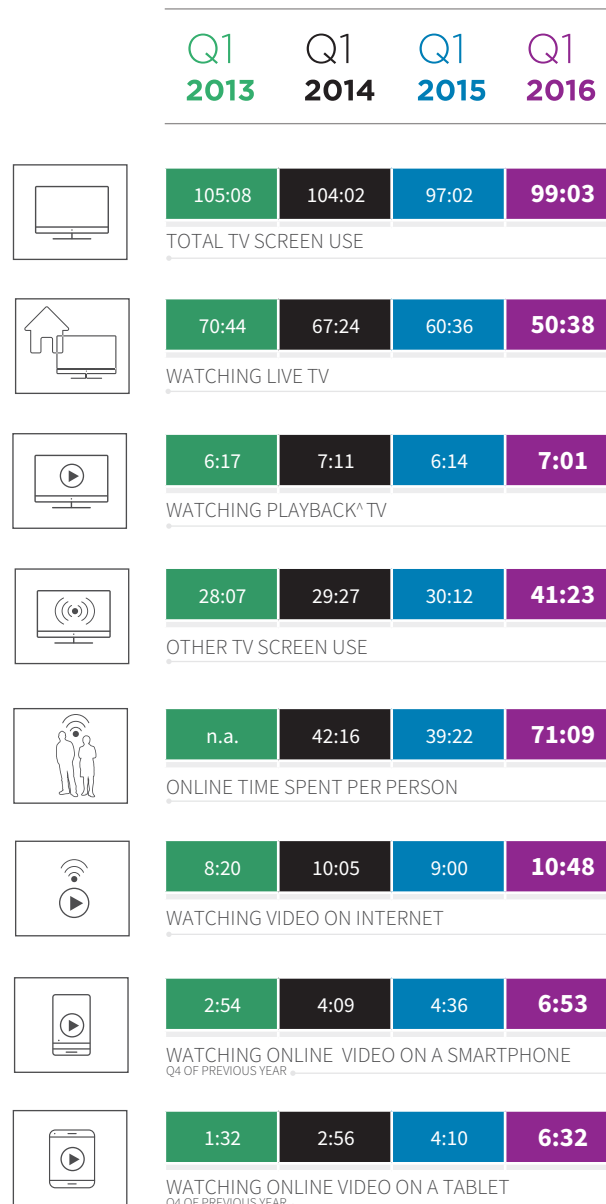 Q1 Q1 Q1 Q1
2013 2014 2015 2016
105:08 104:02 97:02 99:03
TOTAL TV SCREEN USE
70:44 67:24 60:36 50:38
WATCHING LIVE TV
6:17 7:11 6:14 7:01
WATCHING PLAYBACK^ TV
28:07 29:27 30:12 41:23
OTHER TV SCREEN USE
n.a. 42:16 39:22 71:09
ONLINE TIME SPENT PER PERSON
8:20 10:05 9:00 10:48
WATCHING VIDEO ON INTERNET
2:54 4:09 4:36 6:53
WATCHING ONLINE VIDEO ON A SMARTPHONE
Q4 OF PREVIOUS YEAR
1:32 2:56 4:10 6:32
WATCHING ONLINE VIDEO ON A TABLET
Q4 OF PREVIOUS YEAR